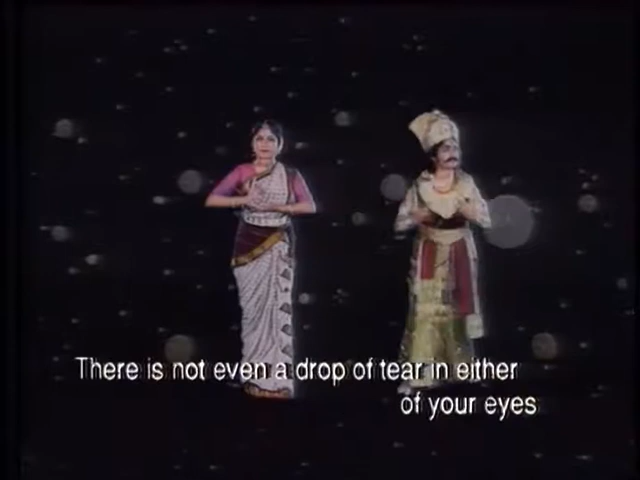 There is not even a drop of tear in either
of your eyes